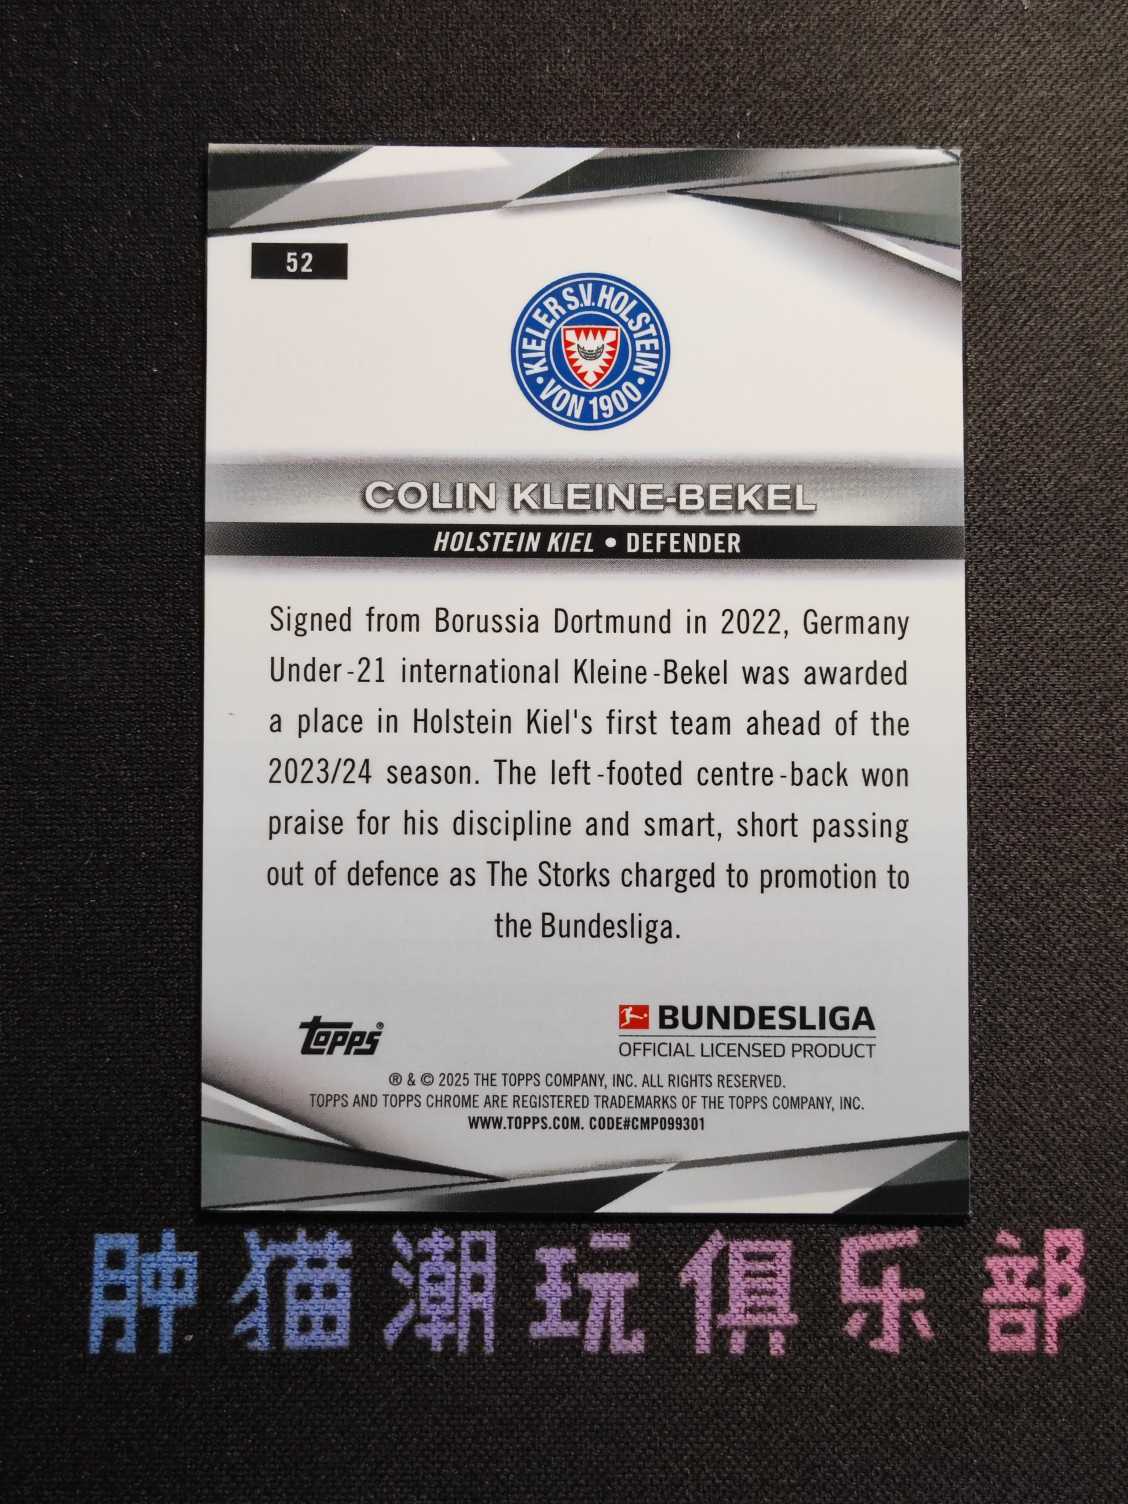 52
KIELER S.V. HOLSTEIN
VON 1900
COLIN KLEINE-BEKEL
HOLSTEIN KIEL • DEFENDER
Signed from Borussia Dortmund in 2022, Germany
Under-21 international Kleine-Bekel was awarded
a place in Holstein Kiel's first team ahead of the
2023/24 season. The left-footed centre-back won
praise for his discipline and smart, short passing
out of defence as The Storks charged to promotion to
the Bundesliga.
Topps®
BUNDESLIGA
OFFICIAL LICENSED PRODUCT
® & © 2025 THE TOPPS COMPANY, INC. ALL RIGHTS RESERVED.
TOPPS AND TOPPS CHROME ARE REGISTERED TRADEMARKS OF THE TOPPS COMPANY, INC.
WWW.TOPPS.COM. CODE#CMP099301
肿猫潮玩俱乐部